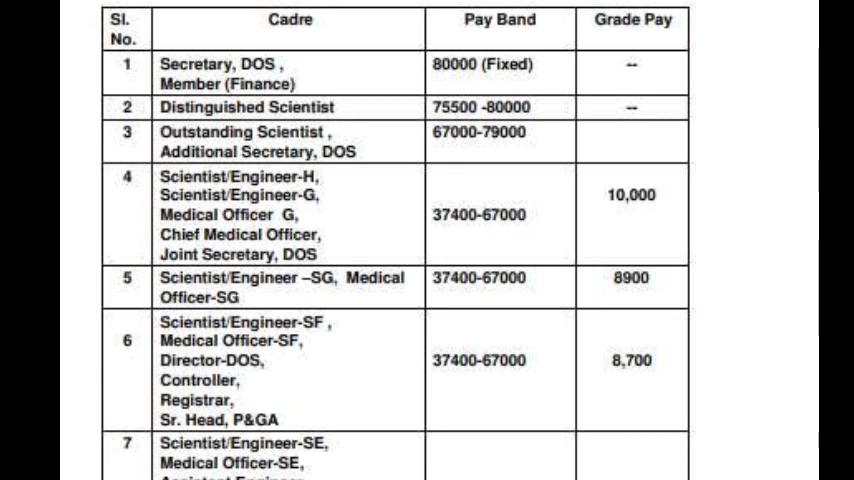 Sl. No. Cadre Pay Band Grade Pay
1 Secretary, DOS , 80000 (Fixed) --
Member (Finance)
2 Distinguished Scientist 75500 -80000 --
3 Outstanding Scientist , 67000-79000
Additional Secretary, DOS
4 Scientist/Engineer-H,
Scientist/Engineer-G, 10,000
Medical Officer G, 37400-67000
Chief Medical Officer,
Joint Secretary, DOS
5 Scientist/Engineer –SG, Medical 37400-67000 8900
Officer-SG
Scientist/Engineer-SF ,
6 Medical Officer-SF,
Director-DOS, 37400-67000 8,700
Controller,
Registrar,
Sr. Head, P&GA
7 Scientist/Engineer-SE,
Medical Officer-SE,